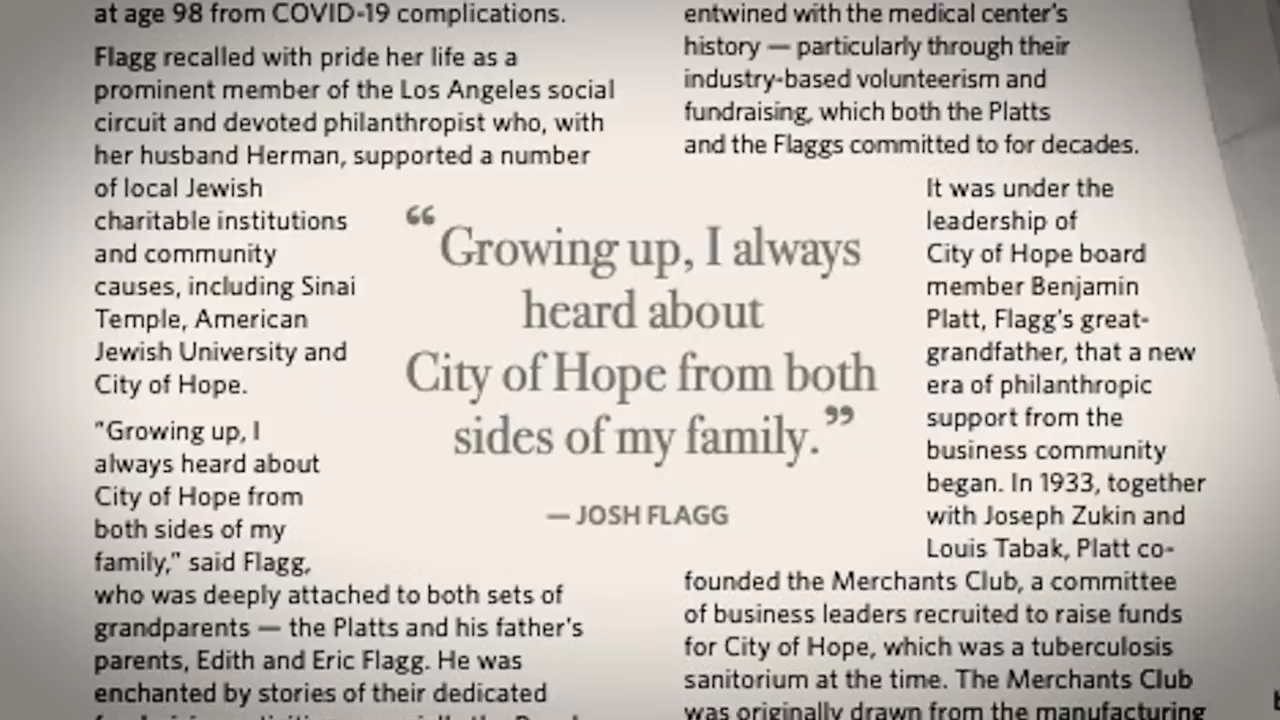 at age 98 from COVID-19 complications.
Flagg recalled with pride her life as a
prominent member of the Los Angeles social
circuit and devoted philanthropist who, with
her husband Herman, supported a number
of local Jewish
charitable institutions
and community
causes, including Sinai
Temple, American
Jewish University and
City of Hope.
"Growing up, I
always heard about
City of Hope from
both sides of my
family,” said Flagg,
who was deeply attached to both sets of
grandparents — the Platts and his father’s
parents, Edith and Eric Flagg. He was
enchanted by stories of their dedicated
“Growing up, I always
heard about
City of Hope from both
sides of my family.”
— JOSH FLAGG
entwined with the medical center’s
history — particularly through their
industry-based volunteerism and
fundraising, which both the Platts
and the Flaggs committed to for decades.
It was under the
leadership of
City of Hope board
member Benjamin
Platt, Flagg’s great-
grandfather, that a new
era of philanthropic
support from the
business community
began. In 1933, together
with Joseph Zukin and
Louis Tabak, Platt co-
founded the Merchants Club, a committee
of business leaders recruited to raise funds
for City of Hope, which was a tuberculosis
sanitorium at the time. The Merchants Club
was originally drawn from the manufacturing